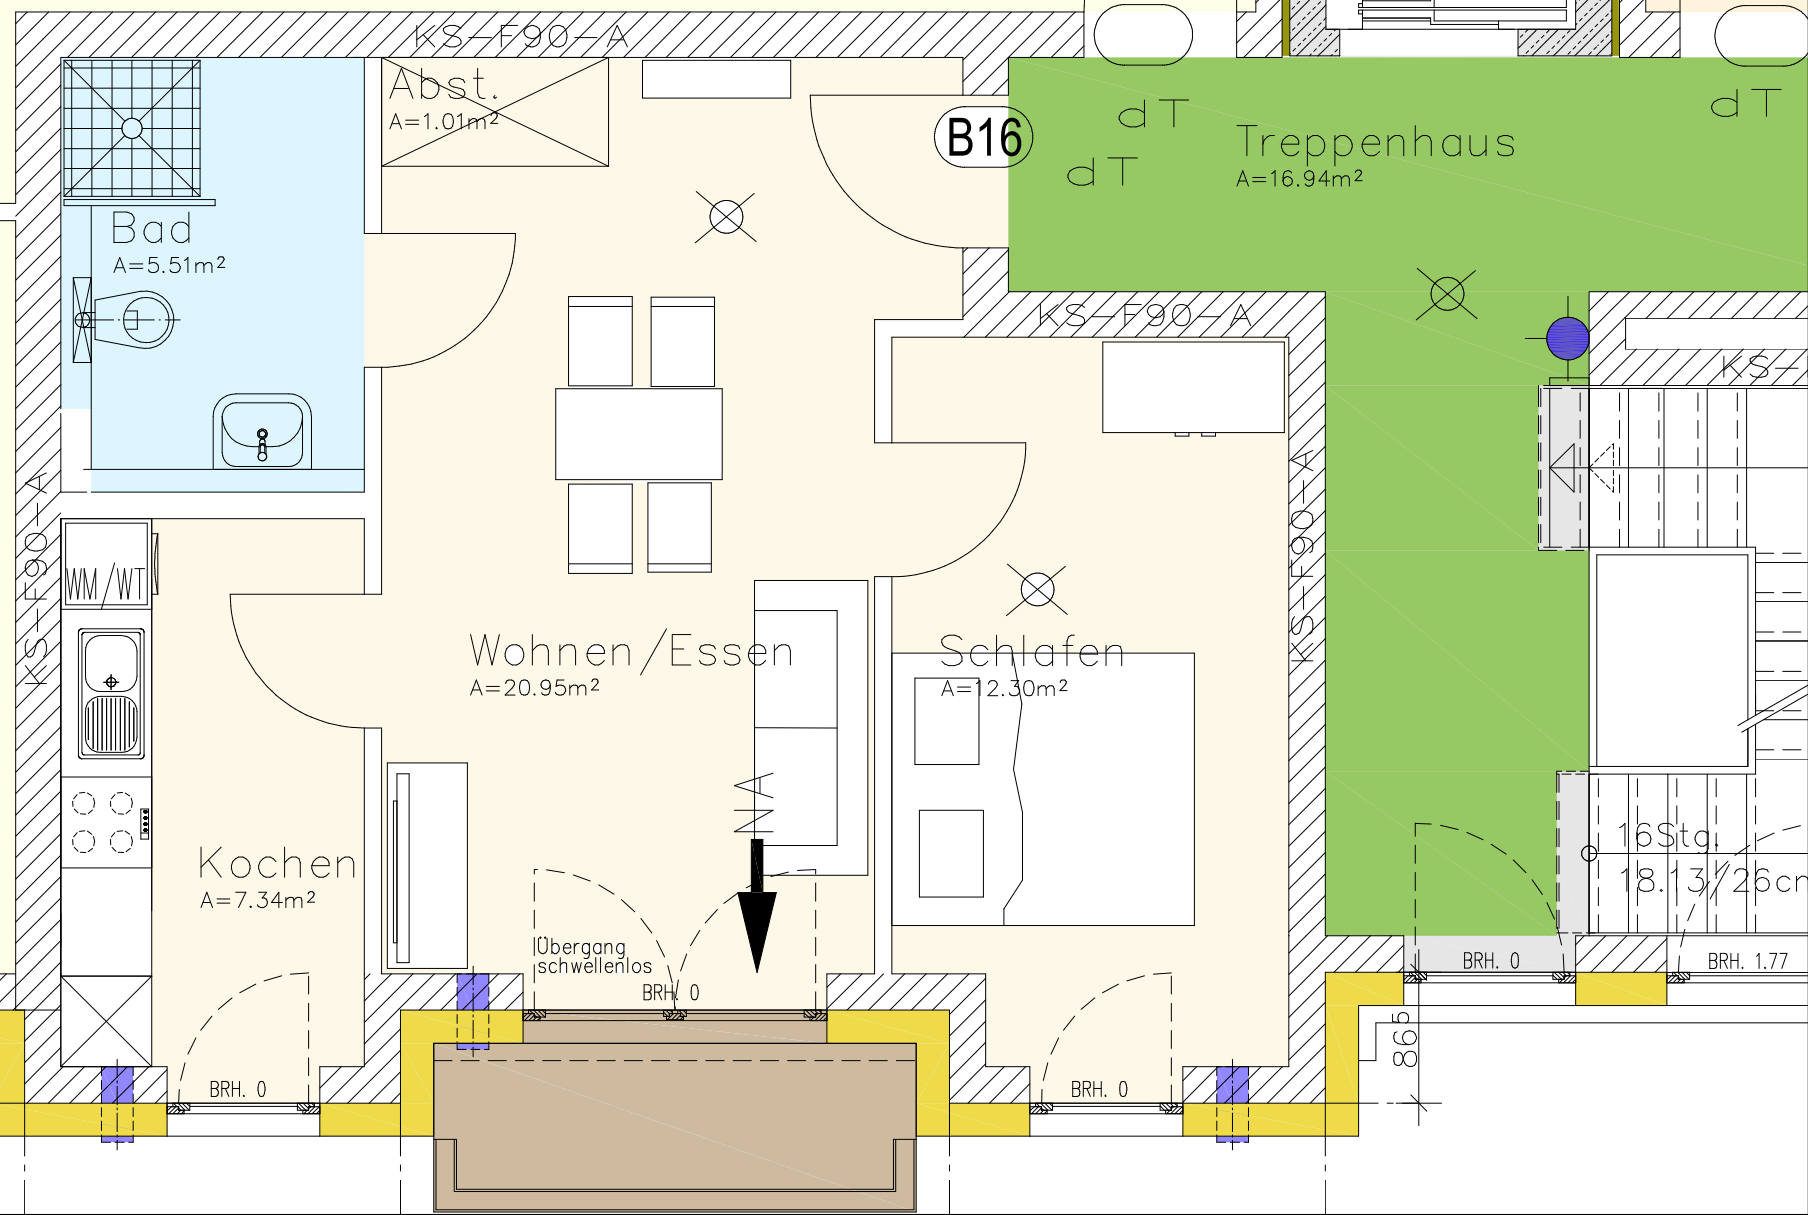 KS-F90-A
Abst.
A=1.01m²
B16
dT
dT
dT
Treppenhaus
A=16.94m²
Bad
A=5.51m²
KS-F90-A
KS-
KS-F90-A
KS-F90-A
WM/WT
Wohnen/Essen
A=20.95m²
Schlafen
A=12.30m²
NA
Kochen
A=7.34m²
16Stg.
18.13/26cm
Übergang
schwellenlos
BRH. 0
BRH. 0
BRH. 1.77
BRH. 0
BRH. 0
86⁵